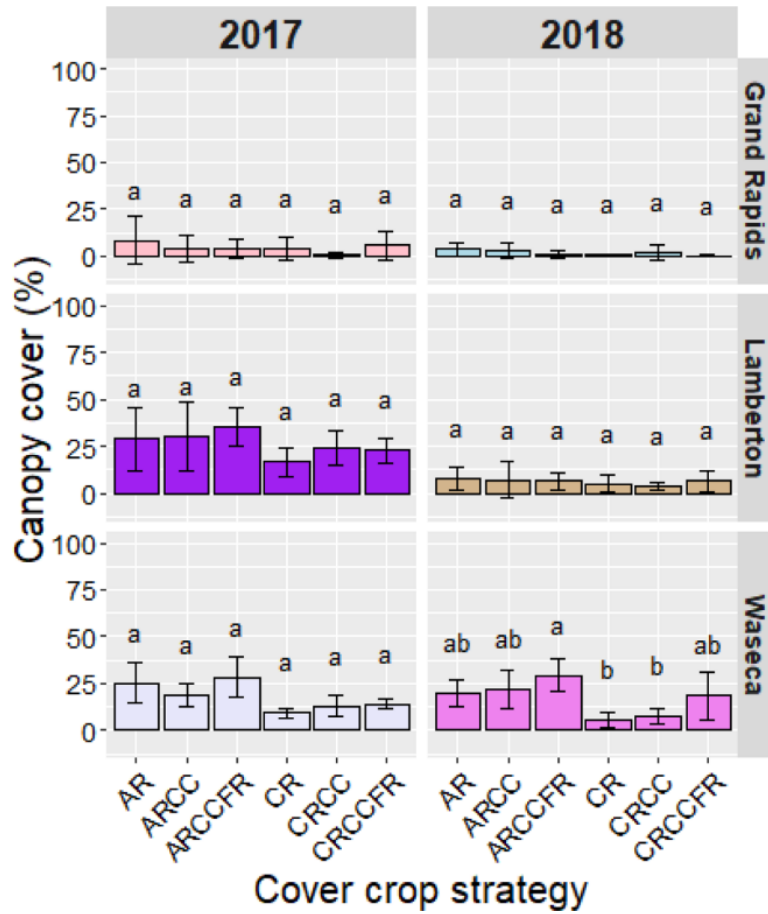 2017 2018
Canopy cover (%)
100
75
50
25
0
a a a a a a
a a a a a a
Grand Rapids
100
75
50
25
0
a a a a a a
a a a a a a
Lamberton
100
75
50
25
0
a a a a a a
ab ab a b b ab
Waseca
AR ARCC ARCCFR CR CRCC CRCCFR
AR ARCC ARCCFR CR CRCC CRCCFR
Cover crop strategy